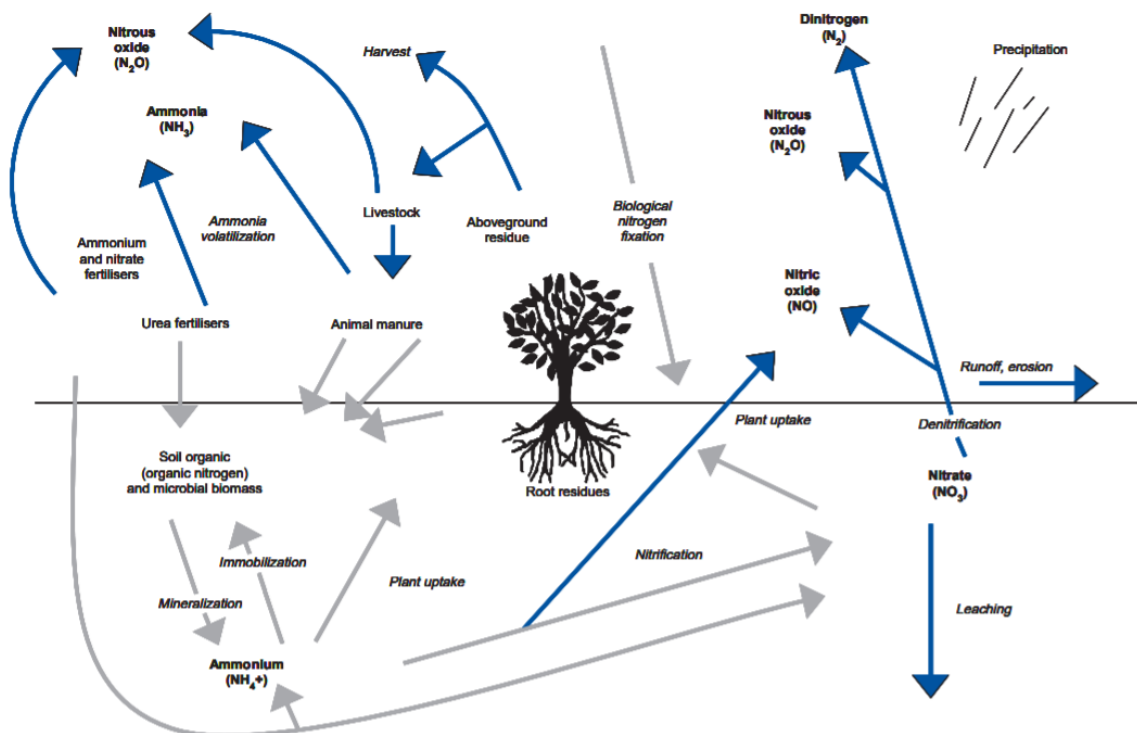 Nitrous
oxide
(N₂O)
Harvest
Ammonia
(NH₃)
Ammonia
volatilization
Livestock
Aboveground
residue
Ammonium
and nitrate
fertilisers
Urea fertilisers
Animal manure
Biological
nitrogen
fixation
Dinitrogen
(N₂)
Precipitation
Nitrous
oxide
(N₂O)
Nitric
oxide
(NO)
Runoff, erosion
Plant uptake
Denitrification
Nitrate
(NO₃)
Soil organic
(organic nitrogen)
and microbial biomass
Root residues
Immobilization
Mineralization
Plant uptake
Nitrification
Leaching
Ammonium
(NH₄+)